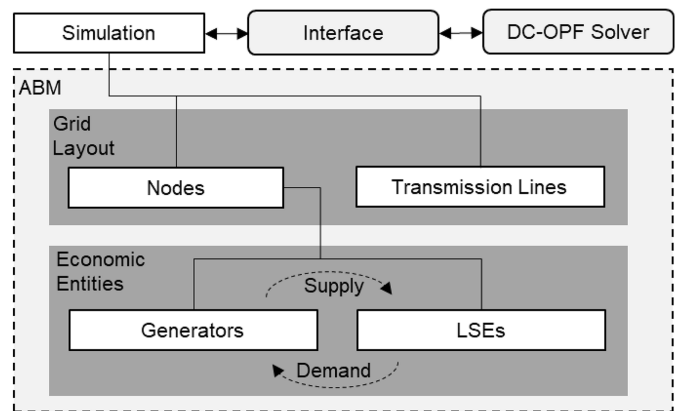 Simulation
Interface
DC-OPF Solver
ABM
Grid
Layout
Nodes
Transmission Lines
Economic
Entities
Supply
Generators
LSEs
Demand